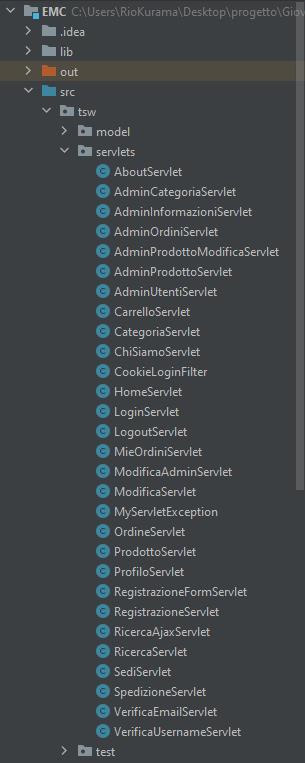 EMC C:\Users\RioKurama\Desktop\progetto\Giov
.idea
lib
out
src
tsw
model
servlets
AboutServlet
AdminCategoriaServlet
AdminInformazioniServlet
AdminOrdiniServlet
AdminProdottoModificaServlet
AdminProdottoServlet
AdminUtentiServlet
CarrelloServlet
CategoriaServlet
ChiSiamoServlet
CookieLoginFilter
HomeServlet
LoginServlet
LogoutServlet
MieOrdiniServlet
ModificaAdminServlet
ModificaServlet
MyServletException
OrdineServlet
ProdottoServlet
ProfiloServlet
RegistrazioneFormServlet
RegistrazioneServlet
RicercaAjaxServlet
RicercaServlet
SediServlet
SpedizioneServlet
VerificaEmailServlet
VerificaUsernameServlet
test